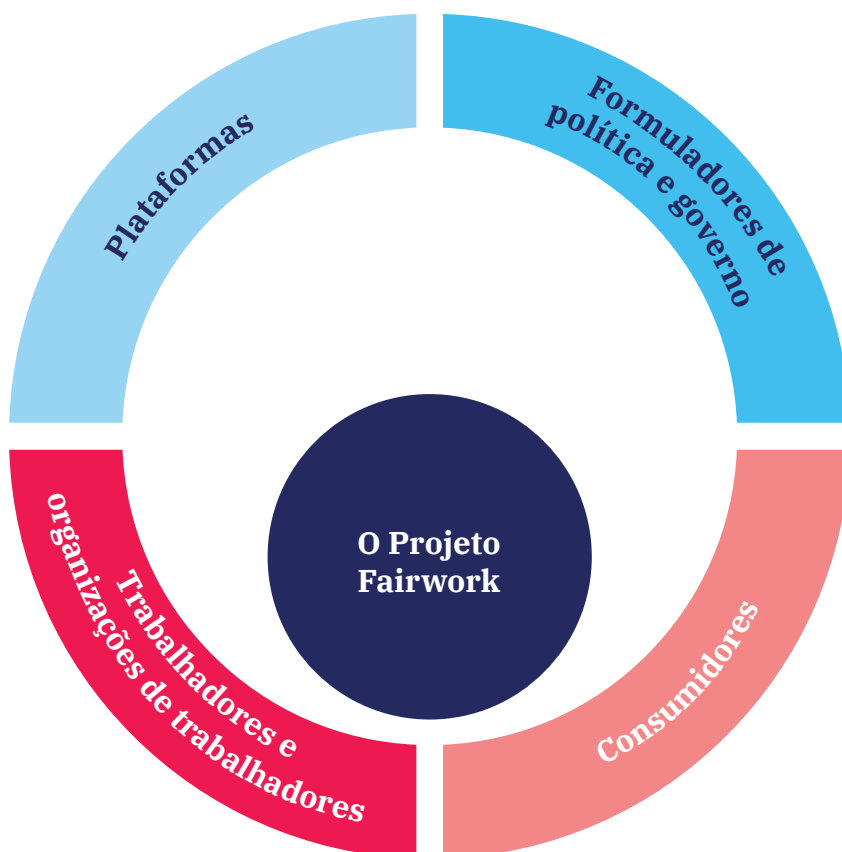 Plataformas
Formuladores de
política e governo
O Projeto
Fairwork
Trabalhadores e
organizações de trabalhadores
Consumidores